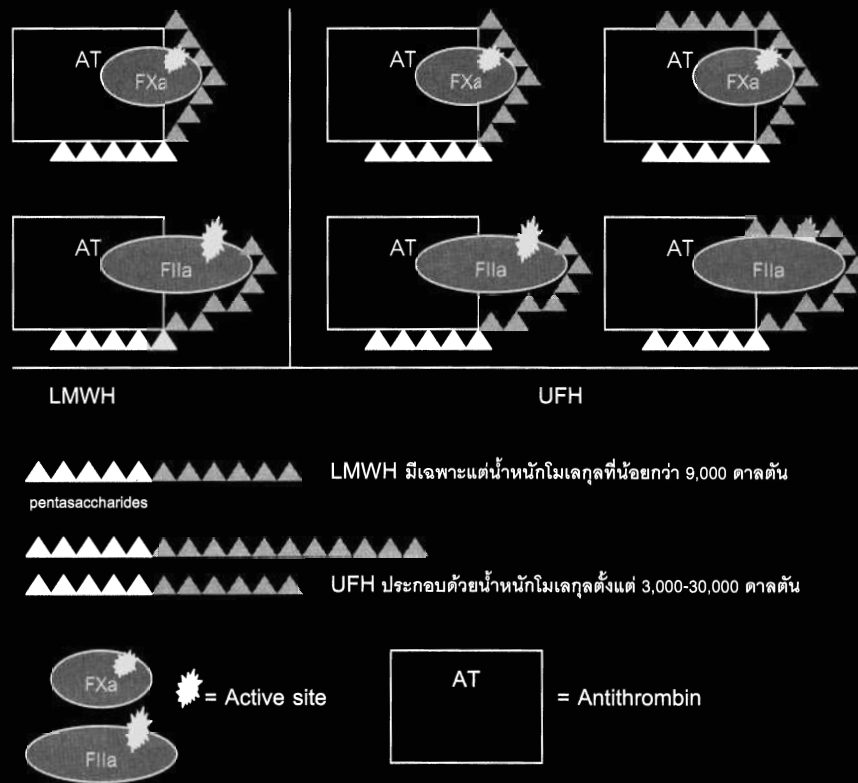 AT
FXa
AT
FXa
AT
FXa
AT
FIIa
AT
FIIa
AT
FIIa
LMWH
UFH
LMWH มีเฉพาะแต่น้ำหนักโมเลกุลที่น้อยกว่า 9,000 ดาลตัน
pentasaccharides
UFH ประกอบด้วยน้ำหนักโมเลกุลตั้งแต่ 3,000-30,000 ดาลตัน
FXa
= Active site
AT
= Antithrombin
FIIa